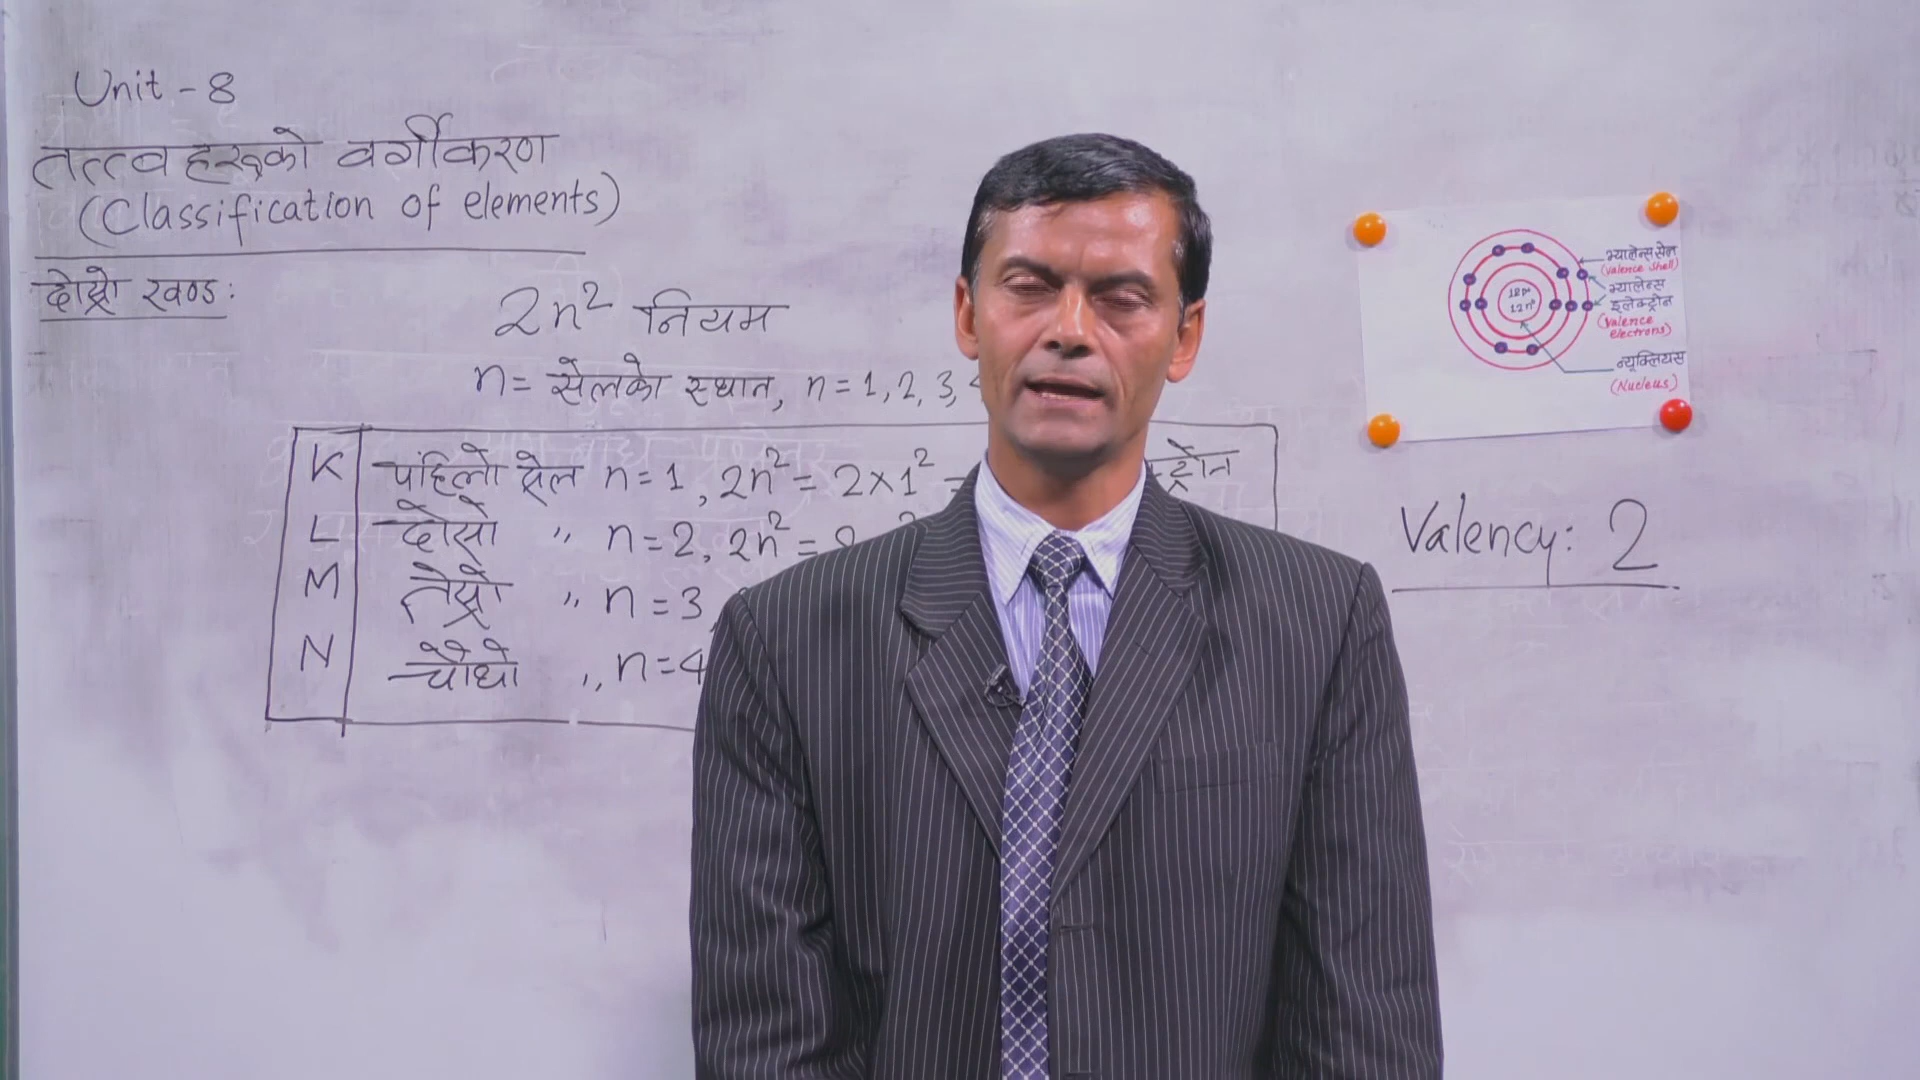 Unit - 8
तत्त्वहरूको वर्गीकरण
(Classification of elements)
दोस्रो खण्ड:
2n² नियम
n = सेलको स्थान, n = 1, 2, 3,
K पहिलो सेल n = 1, 2n² = 2×1² =
L दोस्रो " n = 2, 2n² =
M तेस्रो " n = 3
N चौथो " n = 4
भ्यालेन्स सेल
(Valence shell)
भ्यालेन्स
इलेक्ट्रोन
(Valence
electrons)
न्यूक्लियस
(Nucleus)
Valency: 2